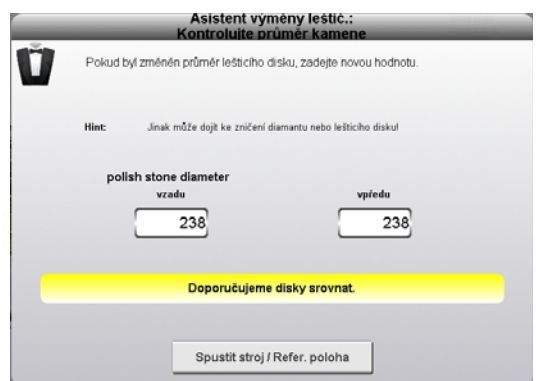 Asistent výměny leštič.:
Kontrolujte průměr kamene
Pokud byl změněn průměr lešticího disku, zadejte novou hodnotu.
Hint: Jinak může dojít ke zničení diamantu nebo lešticího disku!
polish stone diameter
vzadu vpředu
238 238
Doporučujeme disky srovnat.
Spustit stroj / Refer. poloha